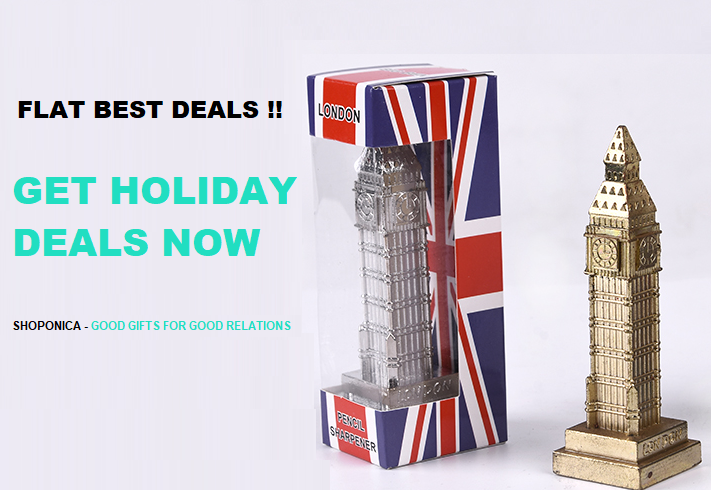 FLAT BEST DEALS !!
GET HOLIDAY
DEALS NOW
SHOPONICA - GOOD GIFTS FOR GOOD RELATIONS
LONDON
LONDON
PENCIL
SHARPENER